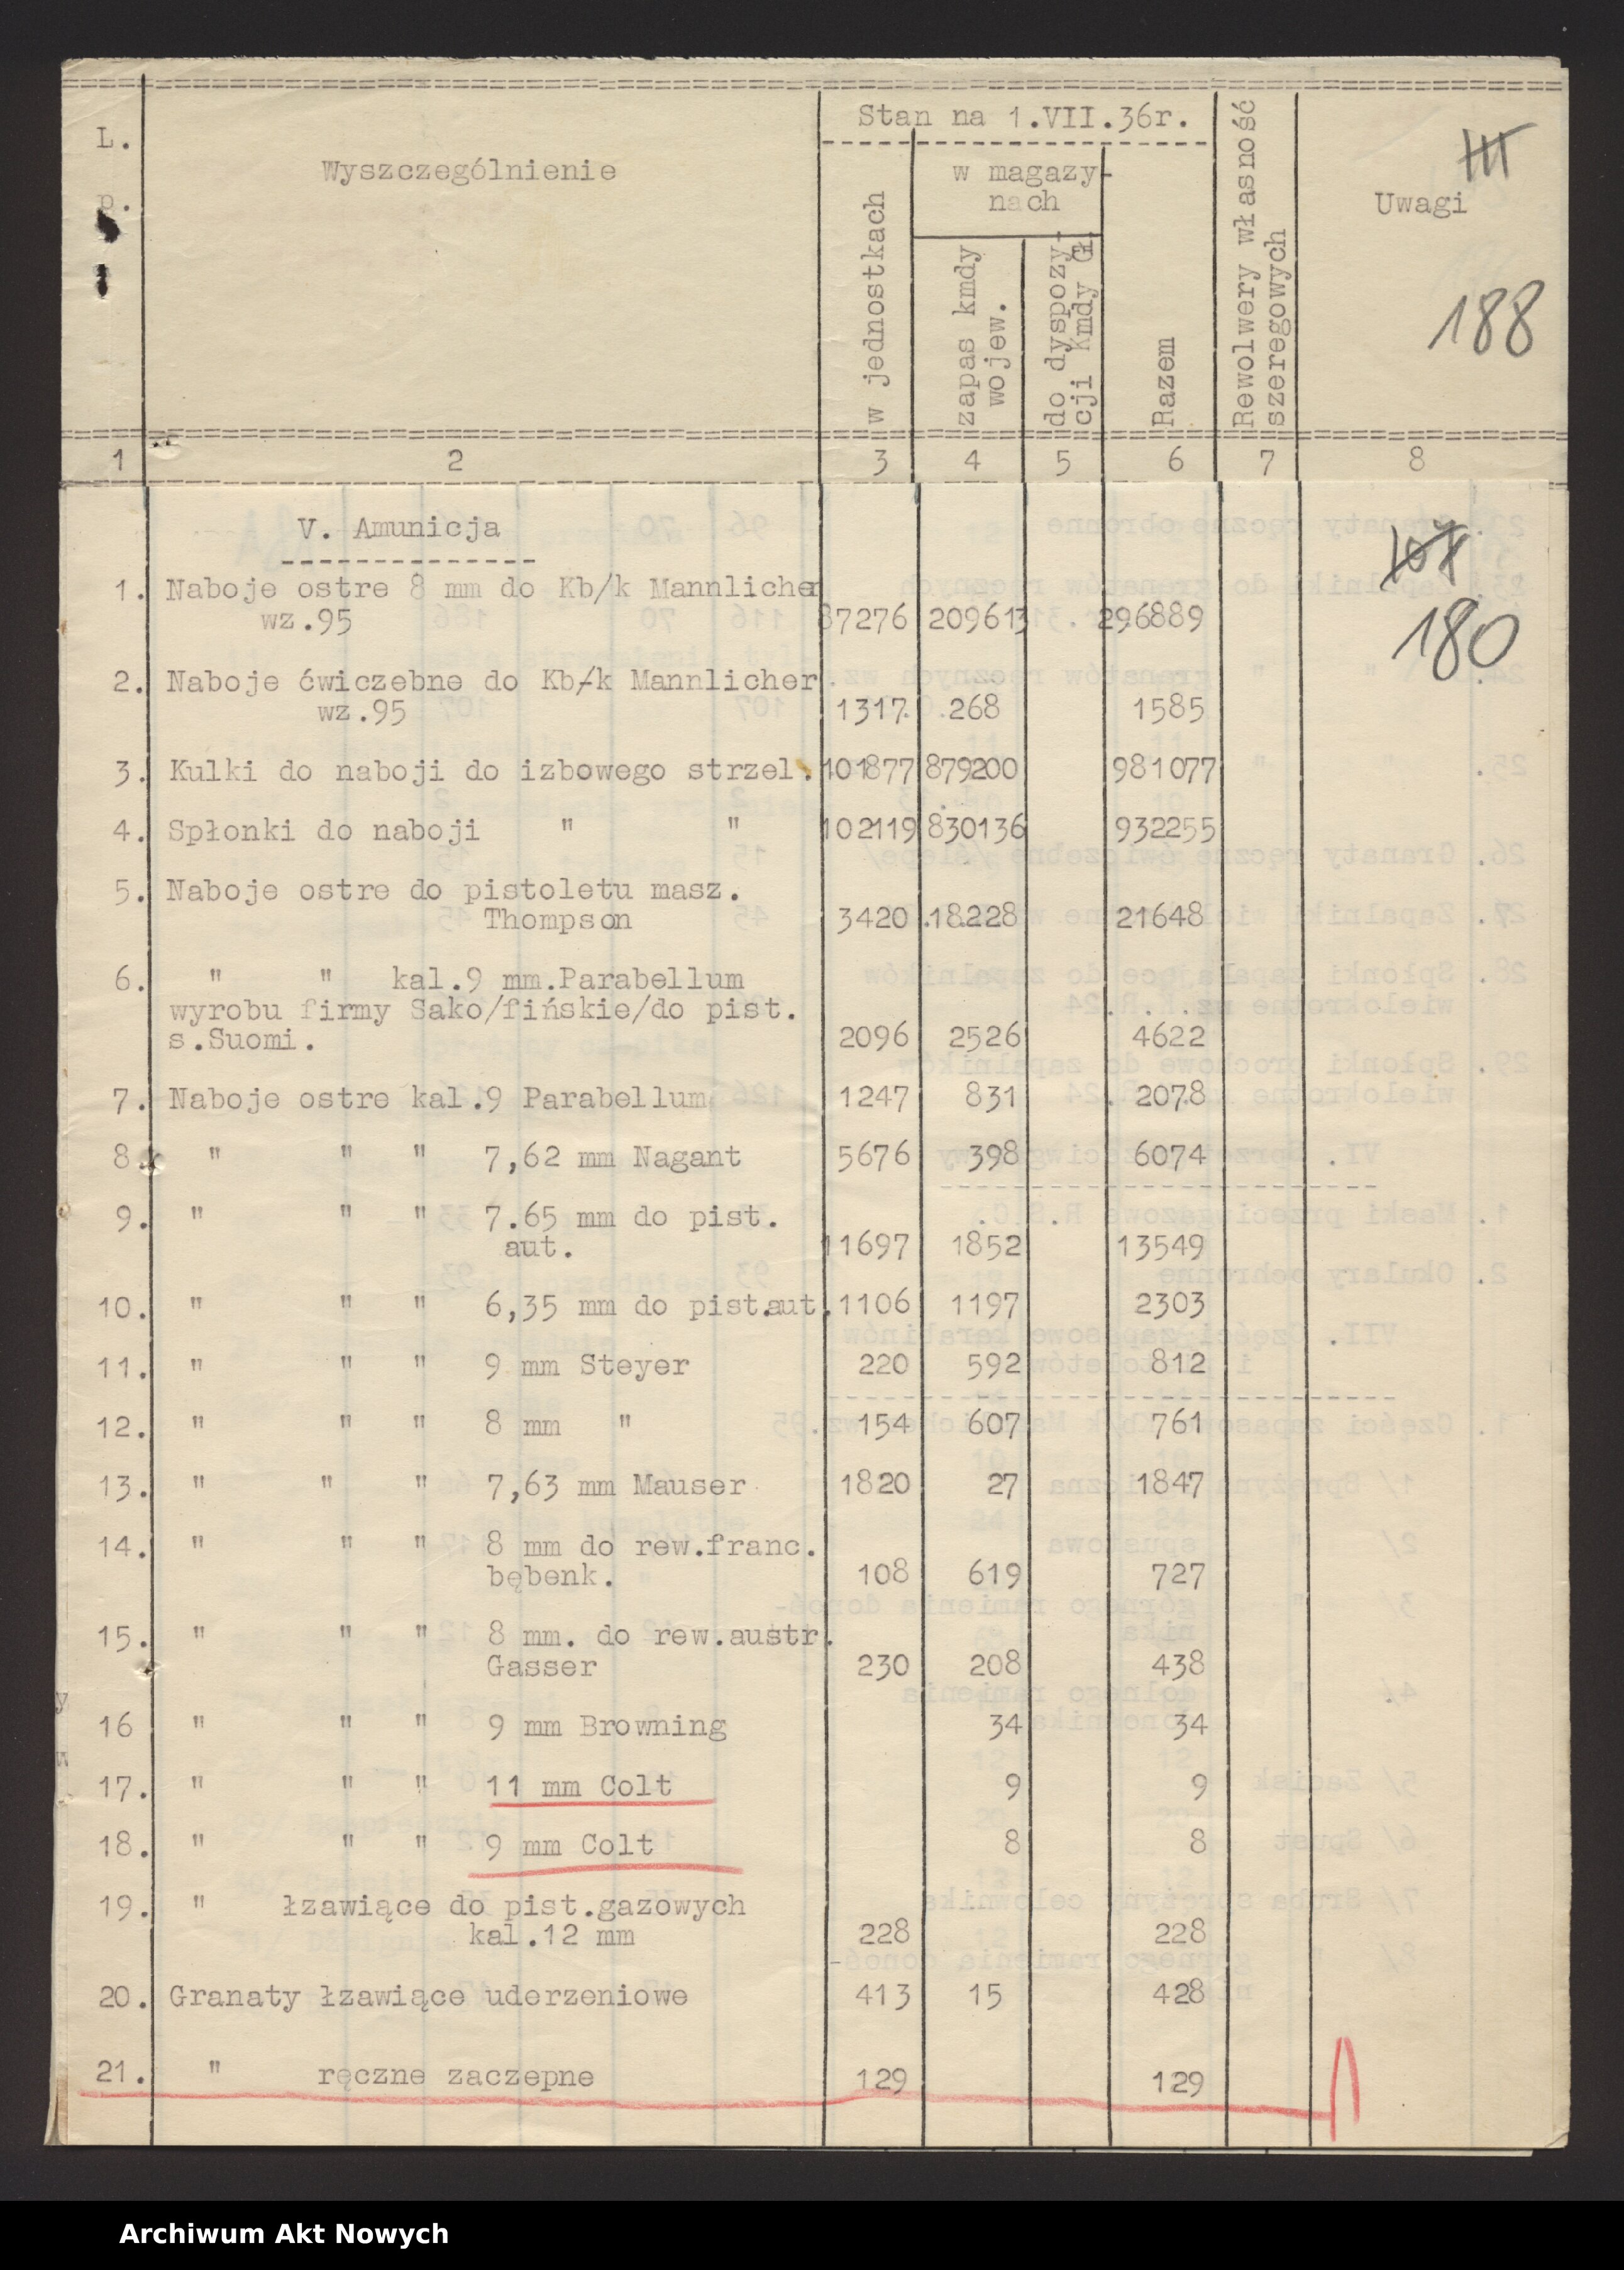 L.
p.
Wyszczególnienie
Stan na 1.VII.36r.
w jednostkach
w magazy-
nach
zapas kmdy
wojew.
do dyspozy-
cji Kmdy Gł.
Razem
Rewolwery własność
szeregowych
Uwagi
III
188
1 2 3 4 5 6 7 8
V. Amunicja
107
180
1. Naboje ostre 8 mm do Kb/k Mannlicher
wz.95 87276 209613 296889
2. Naboje ćwiczebne do Kb/k Mannlicher
wz.95 1317 268 1585
3. Kulki do naboji do izbowego strzel. 101877 879200 981077
4. Spłonki do naboji " " 102119 830136 932255
5. Naboje ostre do pistoletu masz.
Thompson 3420 18228 21648
6. " " kal.9 mm.Parabellum
wyrobu firmy Sako/fińskie/do pist.
s.Suomi. 2096 2526 4622
7. Naboje ostre kal.9 Parabellum 1247 831 2078
8. " " " 7,62 mm Nagant 5676 398 6074
9. " " " 7.65 mm do pist.
aut. 11697 1852 13549
10. " " " 6,35 mm do pist.aut. 1106 1197 2303
11. " " " 9 mm Steyer 220 592 812
12. " " " 8 mm " 154 607 761
13. " " " 7,63 mm Mauser 1820 27 1847
14. " " " 8 mm do rew.franc.
bębenk. 108 619 727
15. " " " 8 mm. do rew.austr.
Gasser 230 208 438
16 " " " 9 mm Browning 34 34
17. " " " 11 mm Colt 9 9
18. " " " 9 mm Colt 8 8
19. " łzawiące do pist.gazowych
kal.12 mm 228 228
20. Granaty łzawiące uderzeniowe 413 15 428
21. " ręczne zaczepne 129 129
Archiwum Akt Nowych